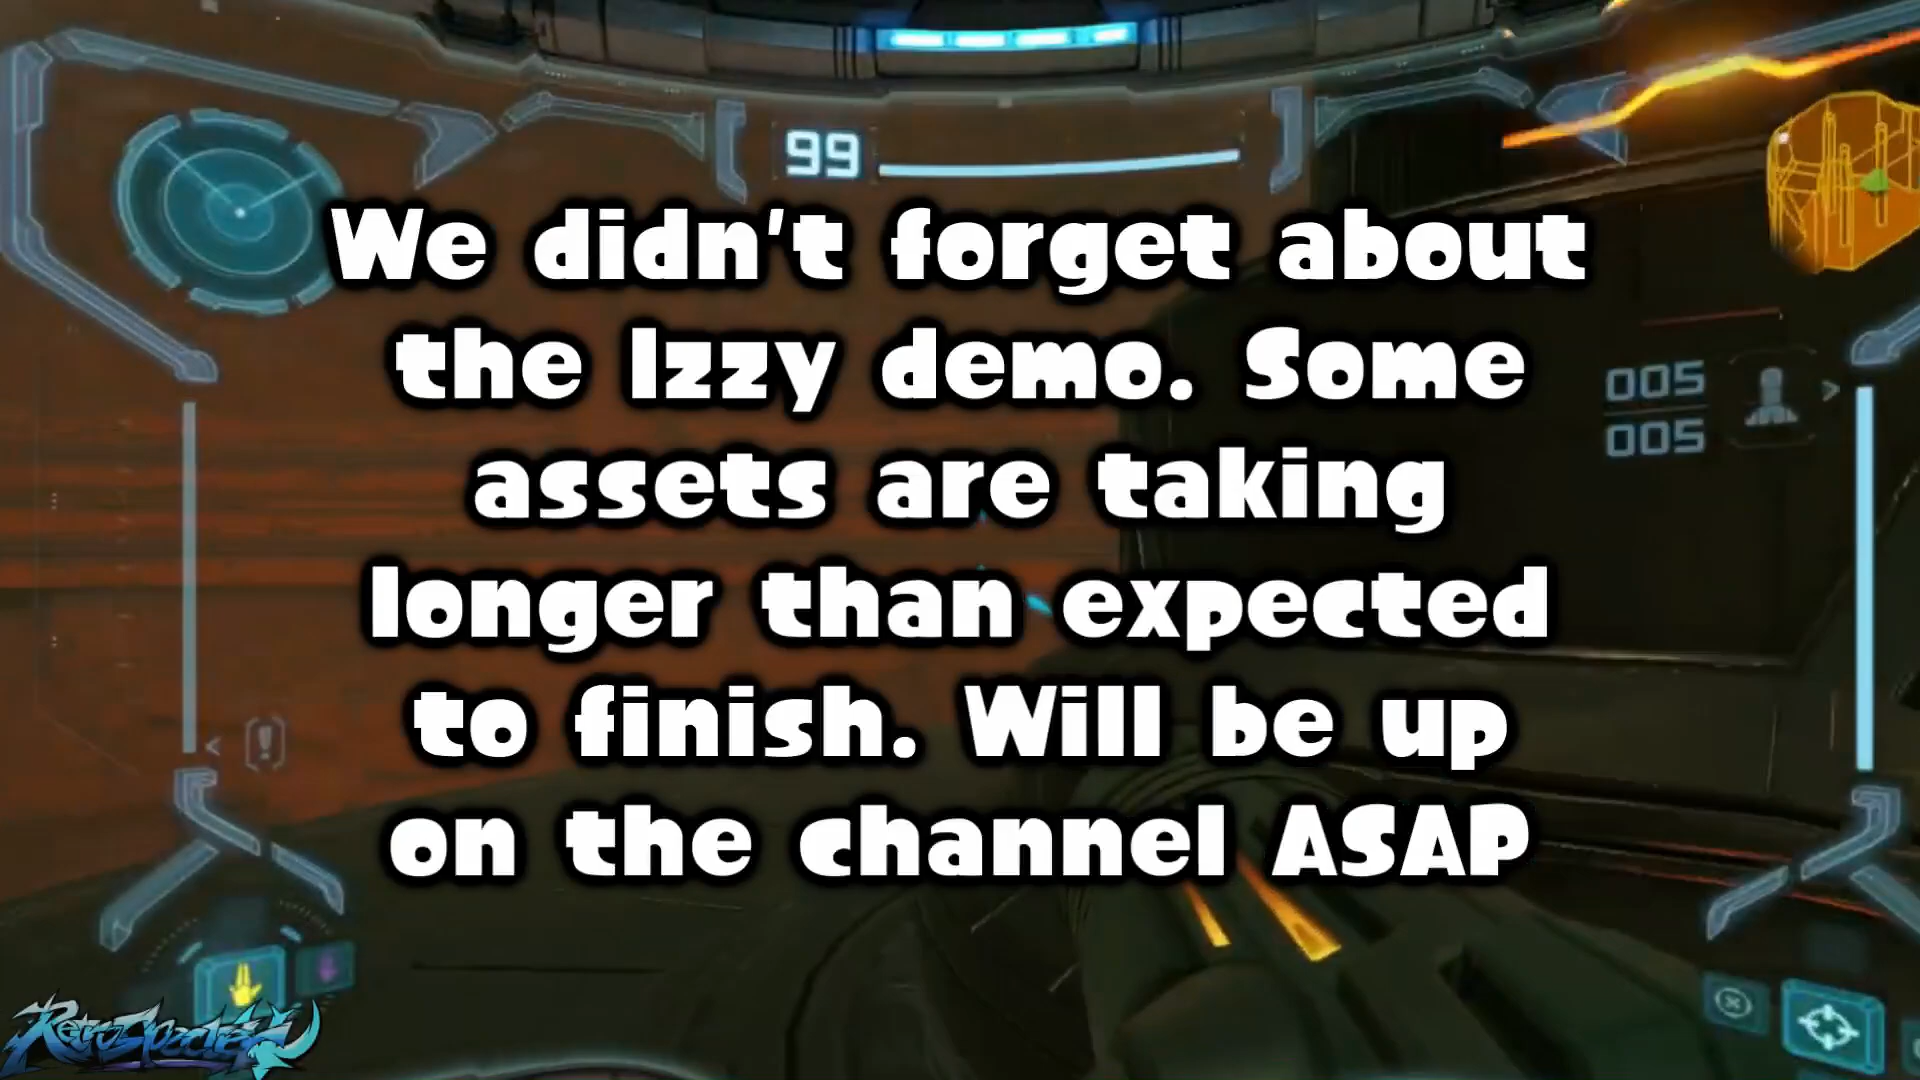 99
We didn't forget about
the Izzy demo. Some
assets are taking
longer than expected
to finish. Will be up
on the channel ASAP
005
005
RetroSpecter